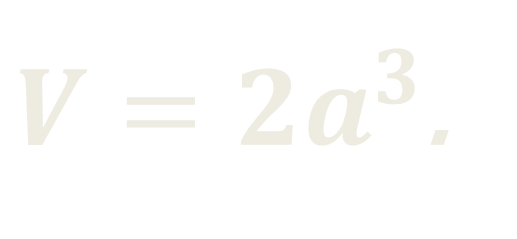 V = 2a³.